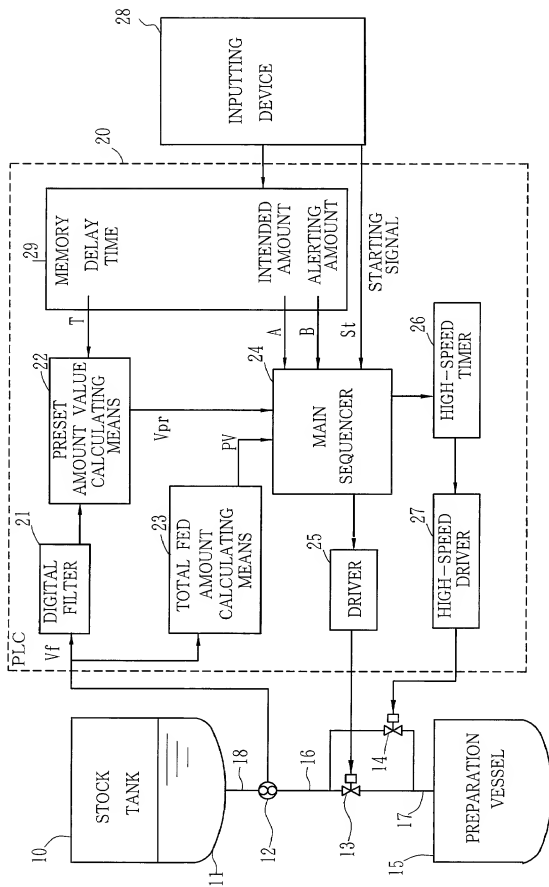 10
STOCK
TANK
11
18
12
16
13
14
17
15
PREPARATION
VESSEL
PLC
Vf
21
DIGITAL
FILTER
22
PRESET
AMOUNT VALUE
CALCULATING
MEANS
T
29
MEMORY
DELAY
TIME
INTENDED AMOUNT
ALERTING AMOUNT
20
28
INPUTTING
DEVICE
23
TOTAL FED
AMOUNT
CALCULATING
MEANS
Vpr
PV
A
B
St
STARTING
SIGNAL
24
MAIN
SEQUENCER
25
DRIVER
26
HIGH-SPEED
TIMER
27
HIGH-SPEED
DRIVER